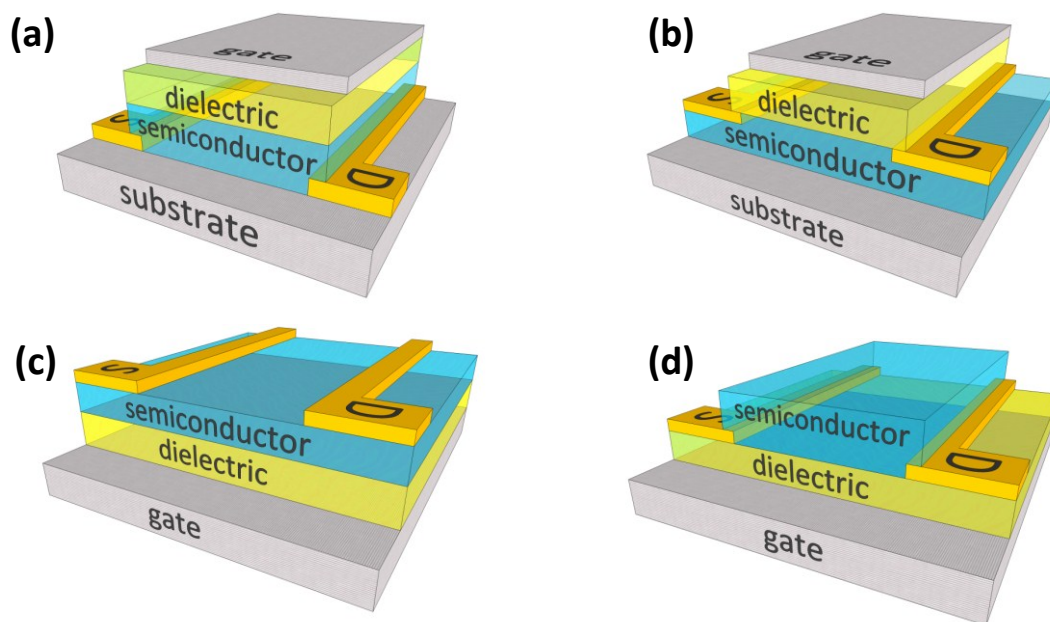 (a)
gate
dielectric
S
semiconductor
D
substrate
(b)
gate
S
dielectric
D
semiconductor
substrate
(c)
S
semiconductor
D
dielectric
gate
(d)
S
semiconductor
D
dielectric
gate